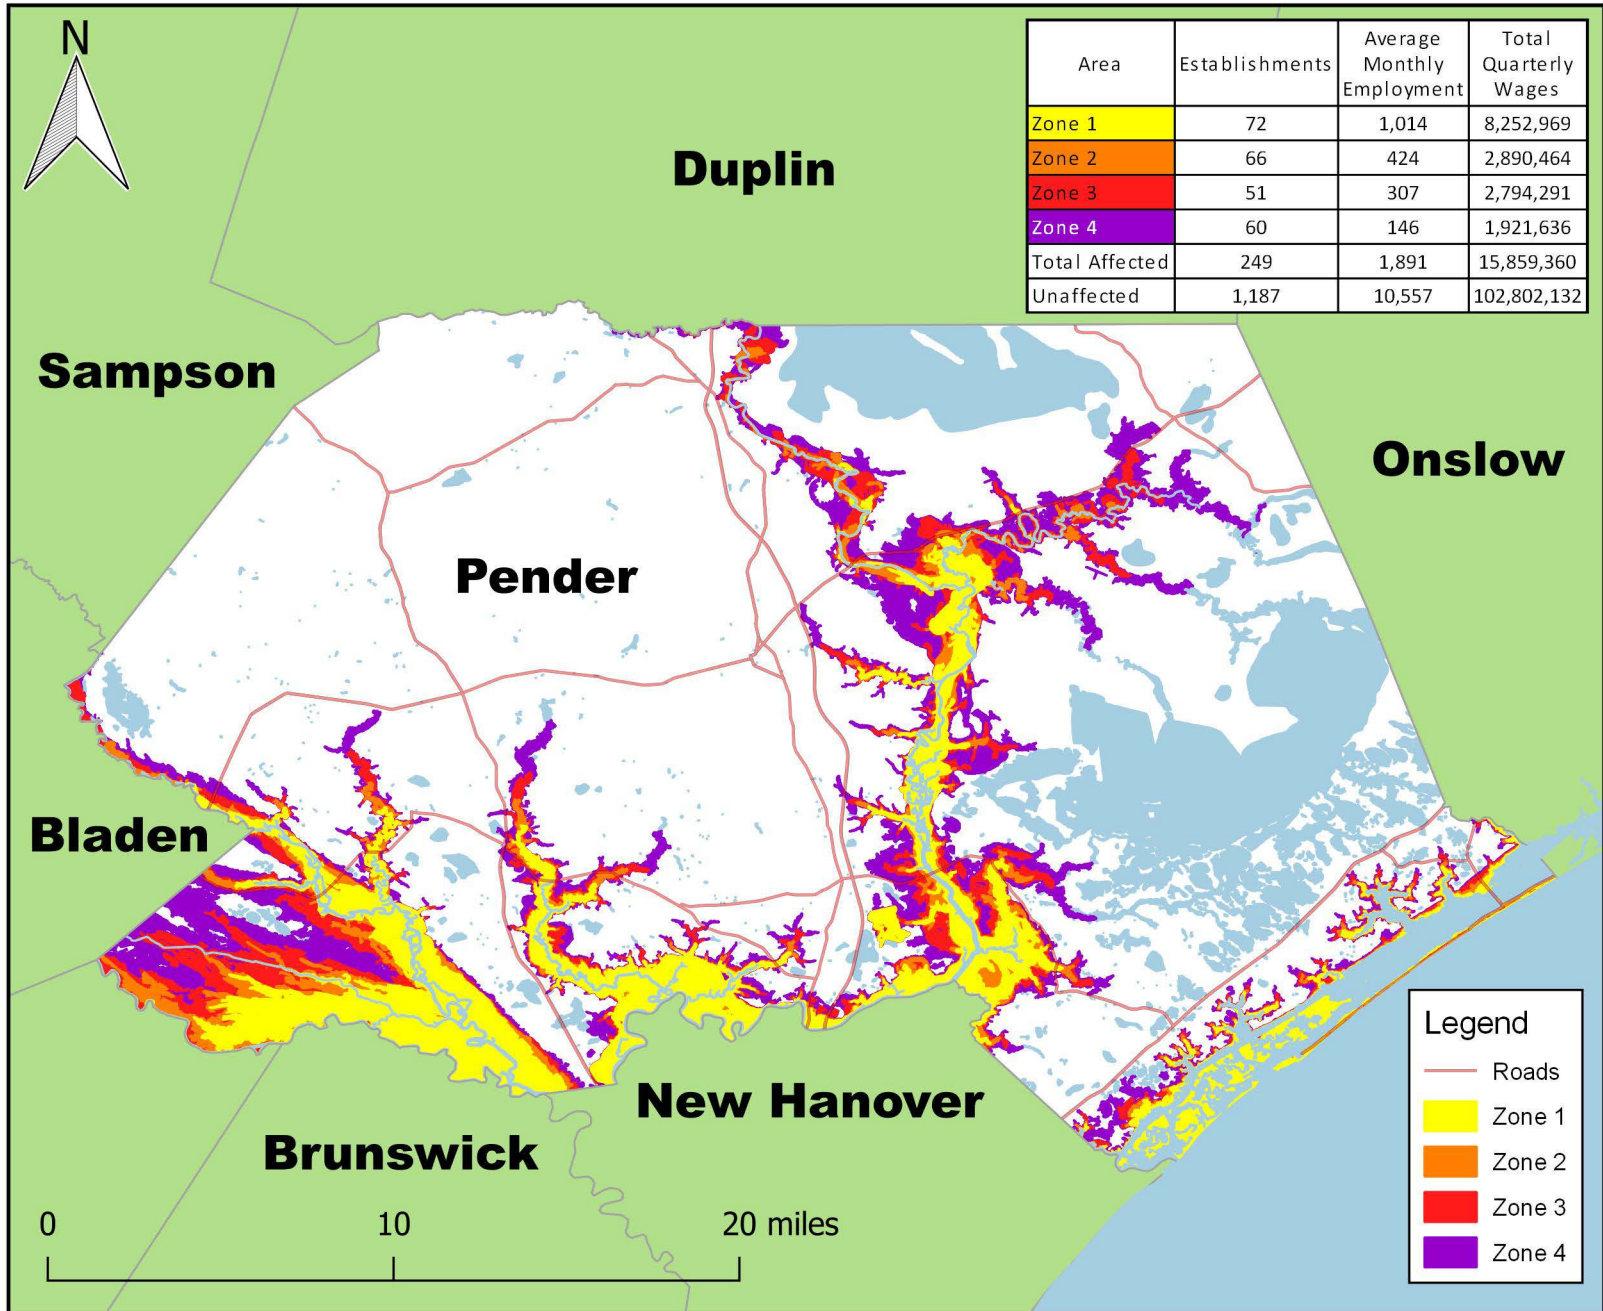 N
Area Establishments Average Monthly Employment Total Quarterly Wages
Zone 1 72 1,014 8,252,969
Zone 2 66 424 2,890,464
Zone 3 51 307 2,794,291
Zone 4 60 146 1,921,636
Total Affected 249 1,891 15,859,360
Unaffected 1,187 10,557 102,802,132
Duplin
Sampson
Onslow
Pender
Bladen
New Hanover
Brunswick
0 10 20 miles
Legend
Roads
Zone 1
Zone 2
Zone 3
Zone 4